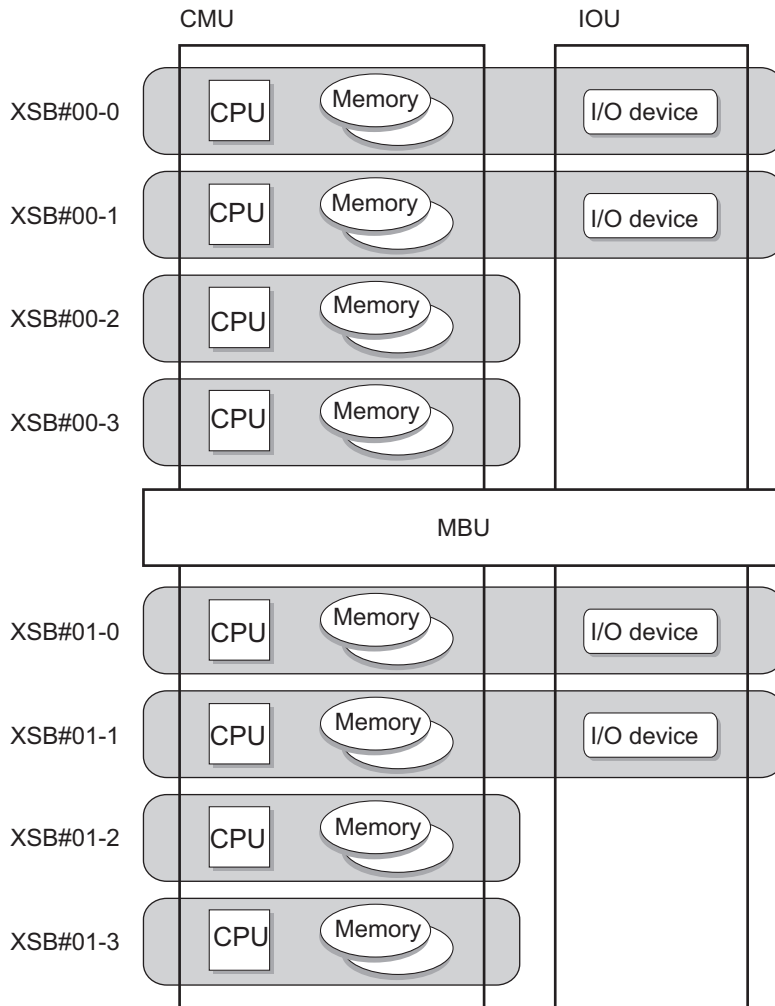 CMU IOU
XSB#00-0 CPU Memory I/O device
XSB#00-1 CPU Memory I/O device
XSB#00-2 CPU Memory
XSB#00-3 CPU Memory
MBU
XSB#01-0 CPU Memory I/O device
XSB#01-1 CPU Memory I/O device
XSB#01-2 CPU Memory
XSB#01-3 CPU Memory